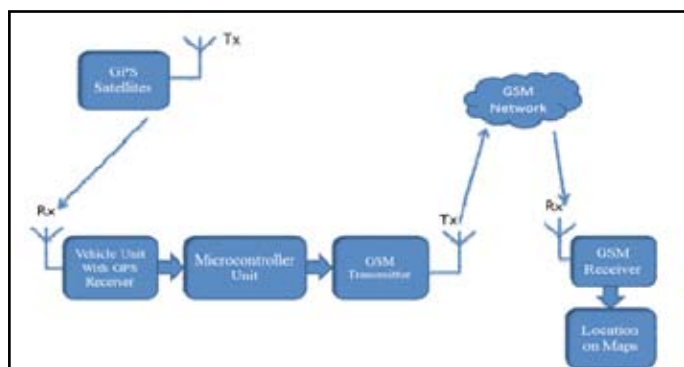 GPS
Satellites
Tx
GSM
Network
Rx
Vehicle Unit
With GPS
Receiver
Microcontroller
Unit
GSM
Transmitter
Tx
Rx
GSM
Receiver
Location
on Maps